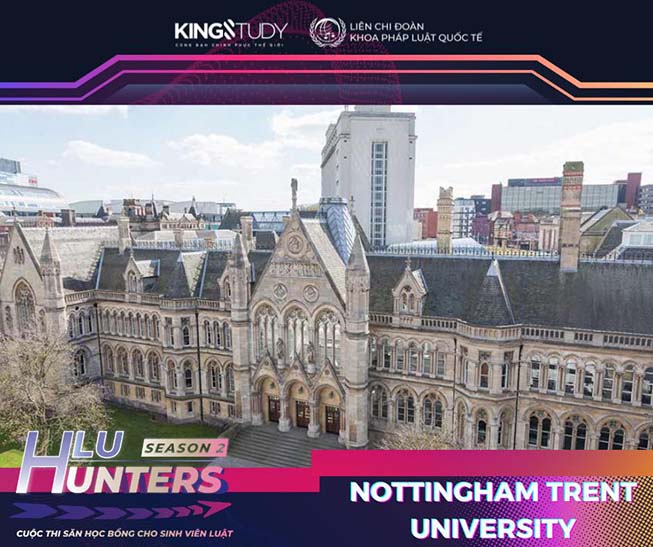 KINGSTUDY
CÙNG BẠN CHINH PHỤC THẾ GIỚI
LIÊN CHI ĐOÀN
KHOA PHÁP LUẬT QUỐC TẾ
HLU
HUNTERS
SEASON 2
CUỘC THI SĂN HỌC BỔNG CHO SINH VIÊN LUẬT
NOTTINGHAM TRENT
UNIVERSITY